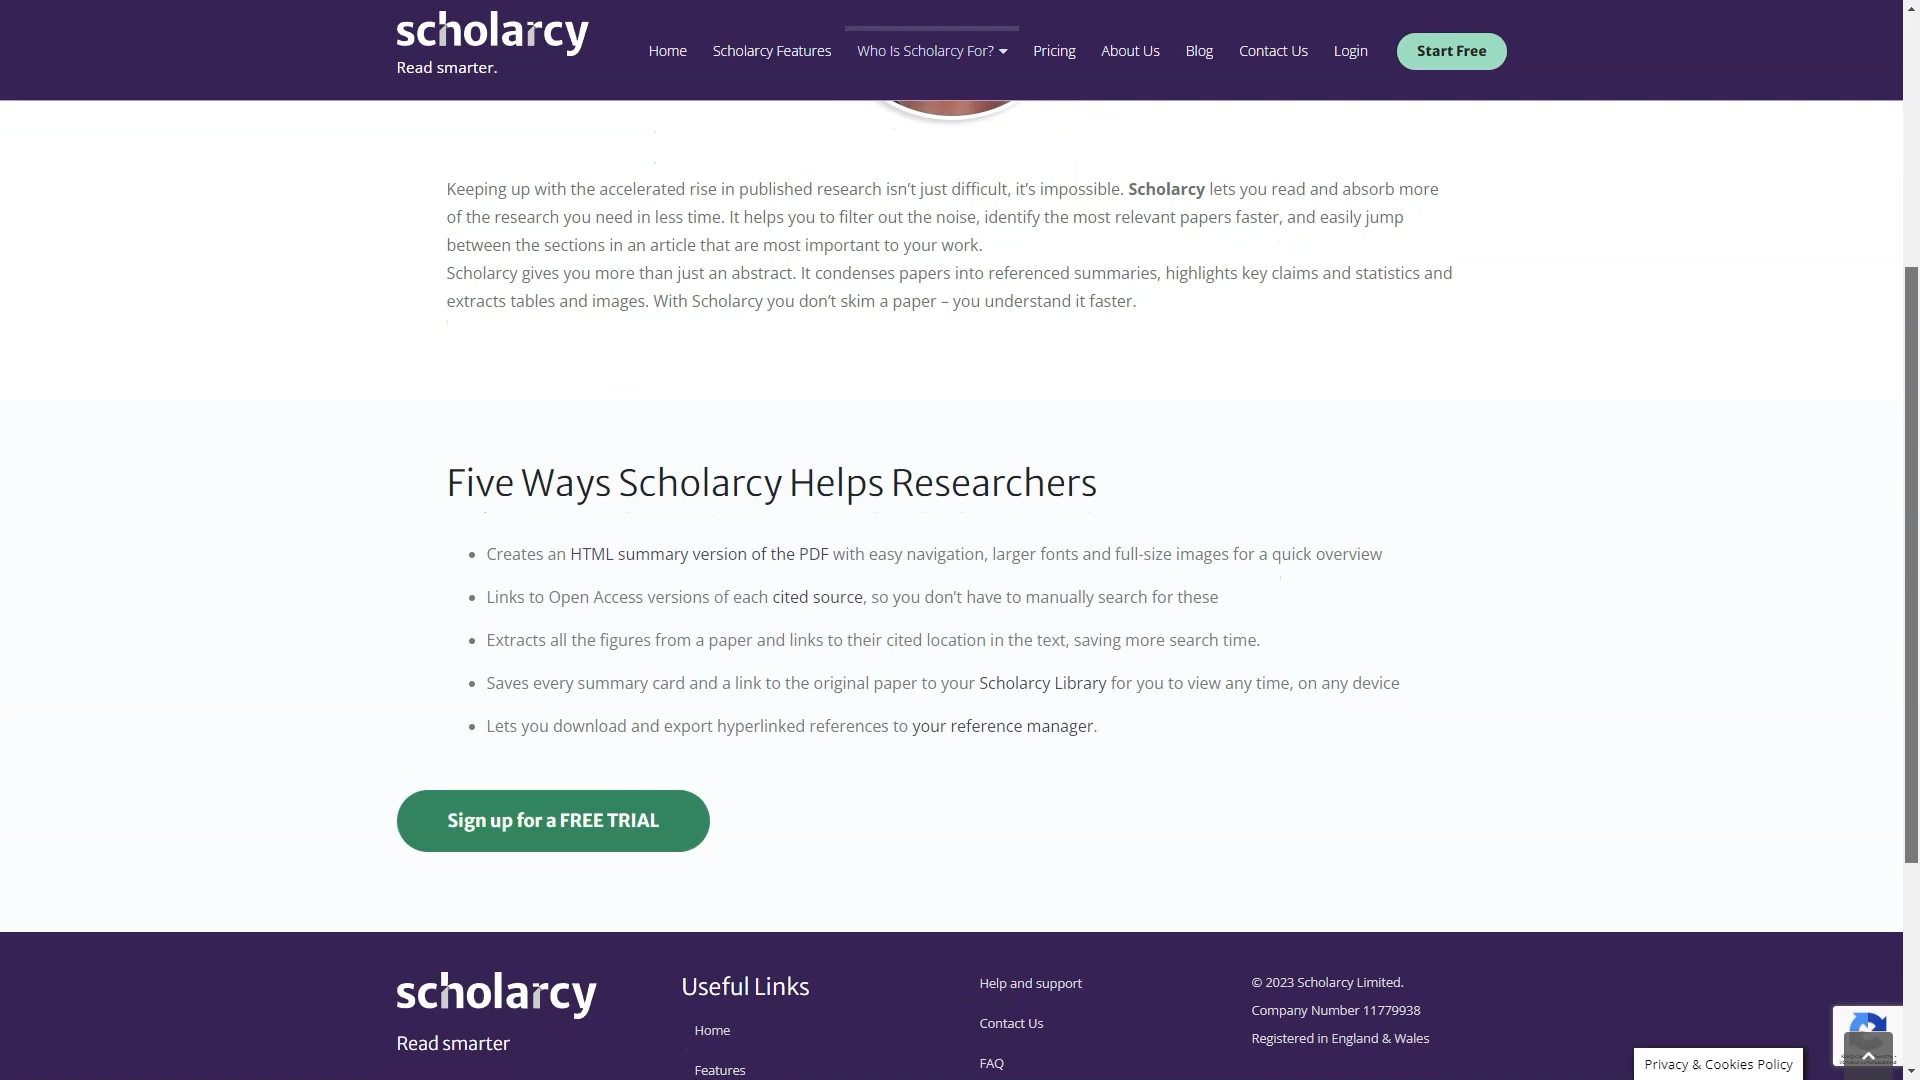 scholarcy
Read smarter.
Home Scholarcy Features Who Is Scholarcy For? Pricing About Us Blog Contact Us Login Start Free
Keeping up with the accelerated rise in published research isn’t just difficult, it’s impossible. Scholarcy lets you read and absorb more
of the research you need in less time. It helps you to filter out the noise, identify the most relevant papers faster, and easily jump
between the sections in an article that are most important to your work.
Scholarcy gives you more than just an abstract. It condenses papers into referenced summaries, highlights key claims and statistics and
extracts tables and images. With Scholarcy you don’t skim a paper – you understand it faster.
Five Ways Scholarcy Helps Researchers
Creates an HTML summary version of the PDF with easy navigation, larger fonts and full-size images for a quick overview
Links to Open Access versions of each cited source, so you don’t have to manually search for these
Extracts all the figures from a paper and links to their cited location in the text, saving more search time.
Saves every summary card and a link to the original paper to your Scholarcy Library for you to view any time, on any device
Lets you download and export hyperlinked references to your reference manager.
Sign up for a FREE TRIAL
scholarcy
Read smarter
Useful Links
Home
Features
Help and support
Contact Us
FAQ
© 2023 Scholarcy Limited.
Company Number 11779938
Registered in England & Wales
Privacy & Cookies Policy